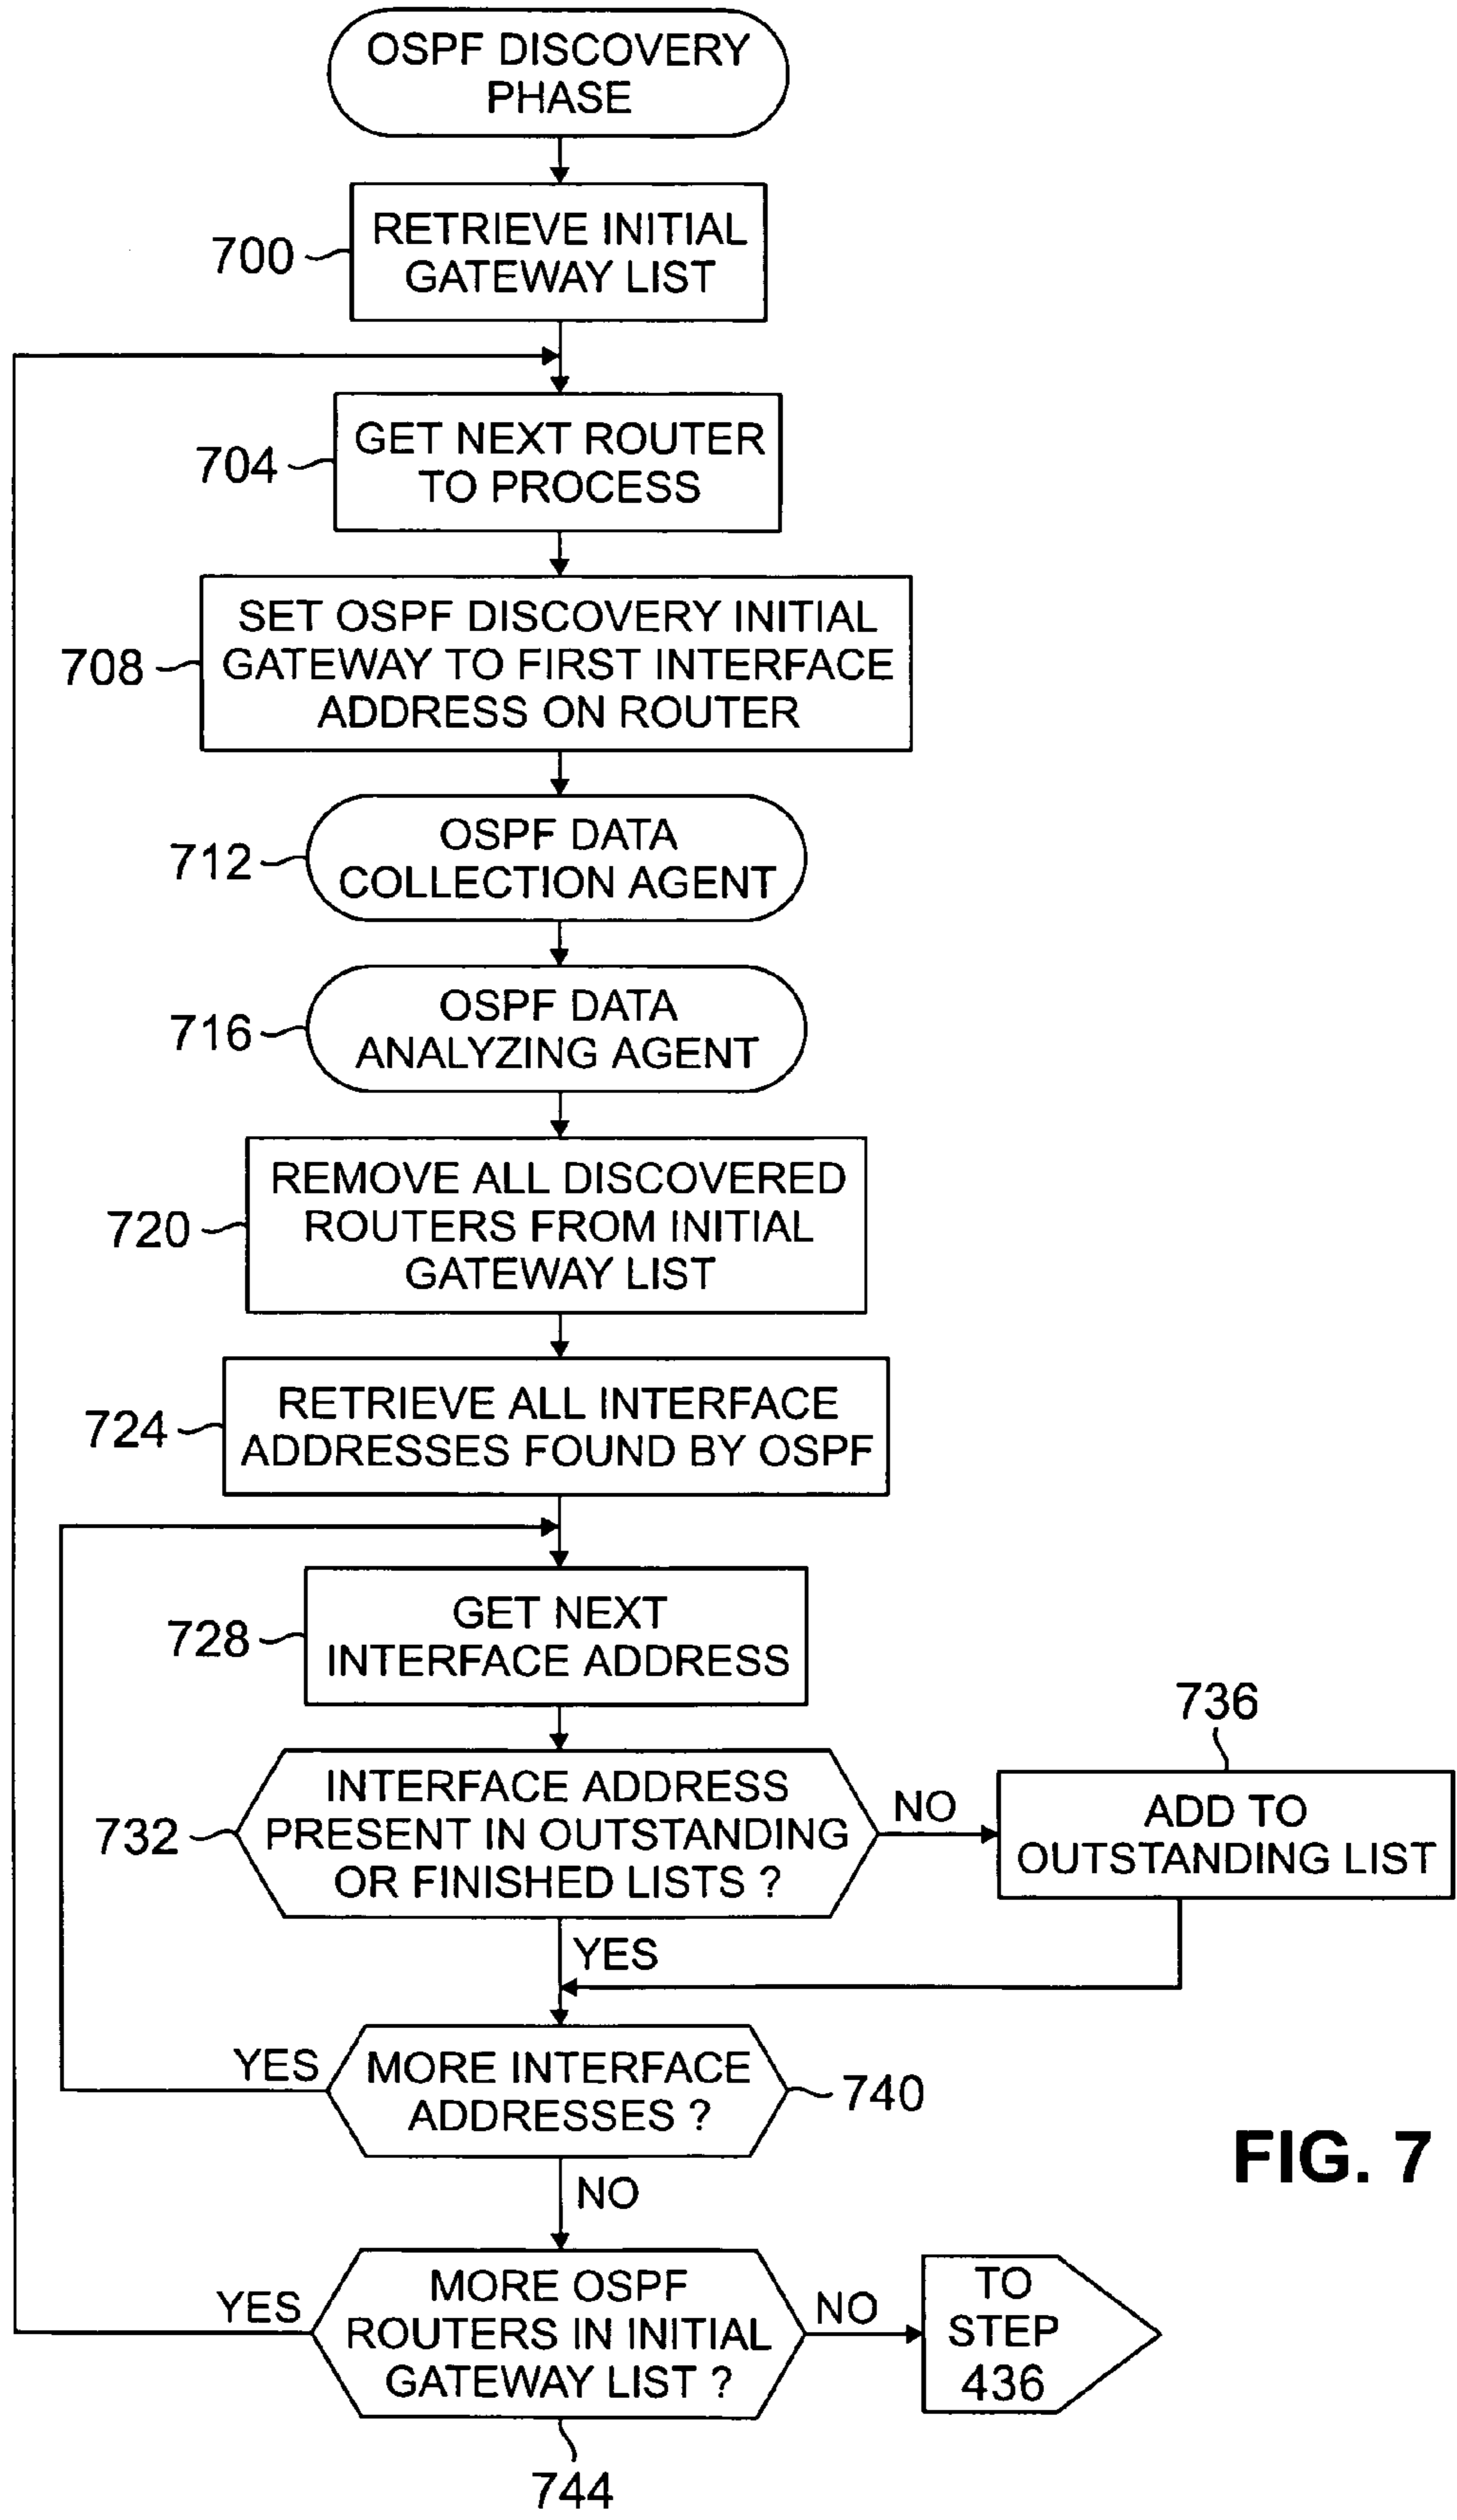 OSPF DISCOVERY
PHASE
700
RETRIEVE INITIAL
GATEWAY LIST
704
GET NEXT ROUTER
TO PROCESS
708
SET OSPF DISCOVERY INITIAL
GATEWAY TO FIRST INTERFACE
ADDRESS ON ROUTER
712
OSPF DATA
COLLECTION AGENT
716
OSPF DATA
ANALYZING AGENT
720
REMOVE ALL DISCOVERED
ROUTERS FROM INITIAL
GATEWAY LIST
724
RETRIEVE ALL INTERFACE
ADDRESSES FOUND BY OSPF
728
GET NEXT
INTERFACE ADDRESS
732
INTERFACE ADDRESS
PRESENT IN OUTSTANDING
OR FINISHED LISTS ?
NO
736
ADD TO
OUTSTANDING LIST
YES
YES
MORE INTERFACE
ADDRESSES ?
740
NO
FIG. 7
YES
MORE OSPF
ROUTERS IN INITIAL
GATEWAY LIST ?
NO
TO
STEP
436
744